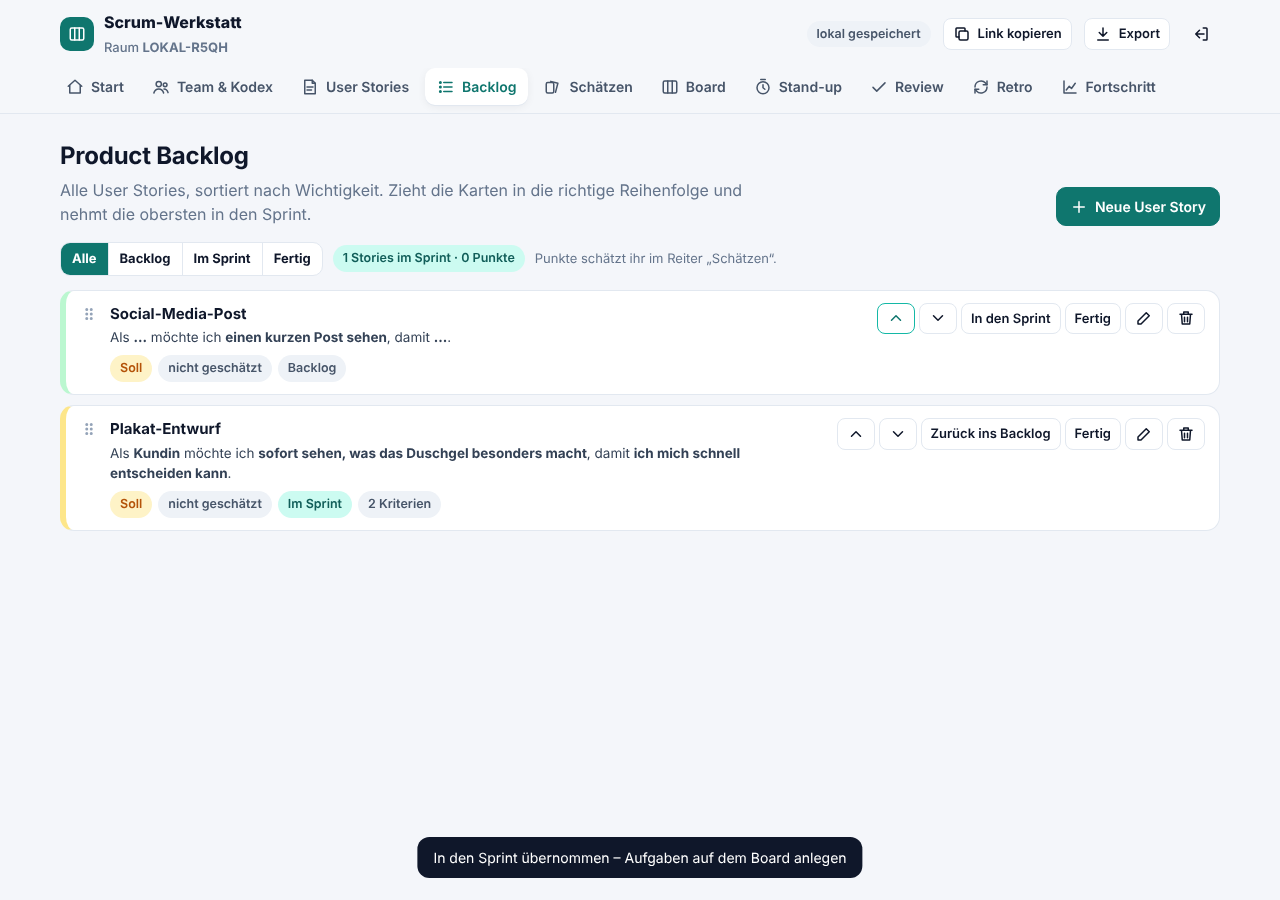 Scrum-Werkstatt
Raum LOKAL-R5QH
lokal gespeichert
Link kopieren
Export
Start
Team & Kodex
User Stories
Backlog
Schätzen
Board
Stand-up
Review
Retro
Fortschritt
Product Backlog
Alle User Stories, sortiert nach Wichtigkeit. Zieht die Karten in die richtige Reihenfolge und
nehmt die obersten in den Sprint.
Neue User Story
Alle
Backlog
Im Sprint
Fertig
1 Stories im Sprint · 0 Punkte
Punkte schätzt ihr im Reiter „Schätzen“.
Social-Media-Post
Als … möchte ich einen kurzen Post sehen, damit ….
Soll
nicht geschätzt
Backlog
In den Sprint
Fertig
Plakat-Entwurf
Als Kundin möchte ich sofort sehen, was das Duschgel besonders macht, damit ich mich schnell
entscheiden kann.
Soll
nicht geschätzt
Im Sprint
2 Kriterien
Zurück ins Backlog
Fertig
In den Sprint übernommen – Aufgaben auf dem Board anlegen